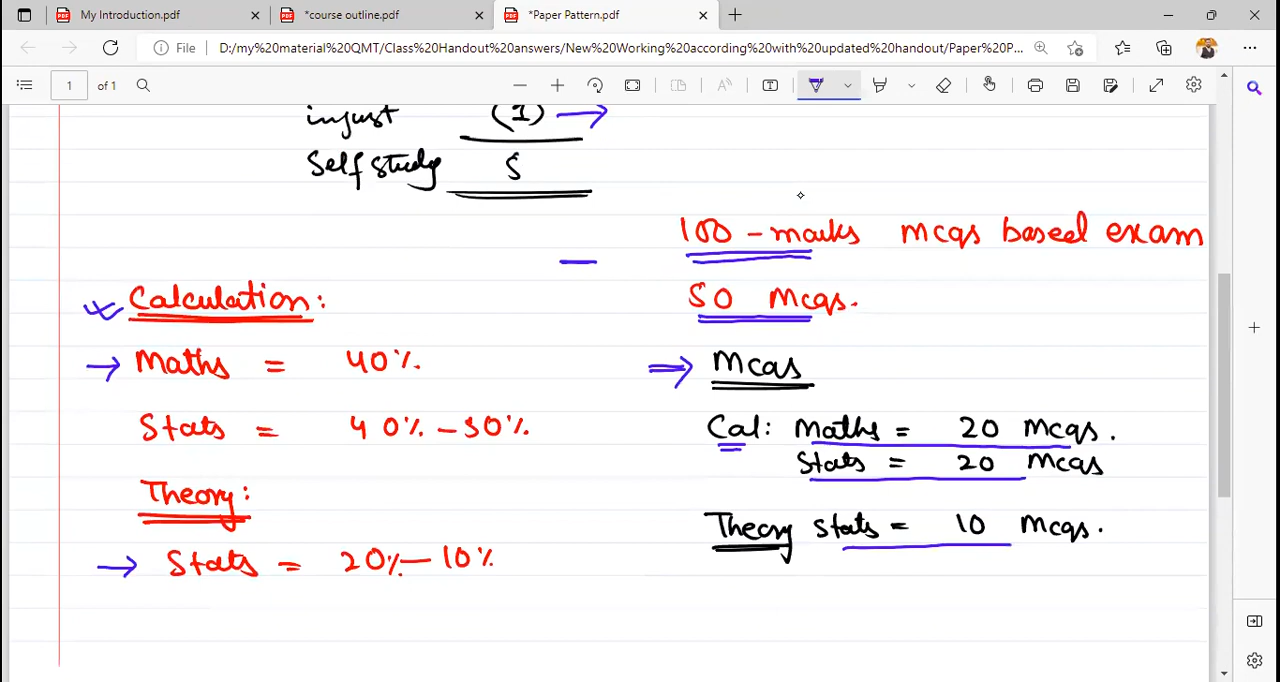 My Introduction.pdf
*course outline.pdf
*Paper Pattern.pdf
File
D:/my%20material%20QMT/Class%20Handout%20answers/New%20Working%20according%20with%20updated%20handout/Paper%20P...
1 of 1
injust (1)
Self study 5
100 - marks mcqs based exam
50 Mcqs.
Calculation:
Maths = 40%
Stats = 40% - 50%
Theory:
Stats = 20% - 10%
Mcqs
Cal: Maths = 20 Mcqs.
Stats = 20 Mcqs
Theory Stats = 10 Mcqs.